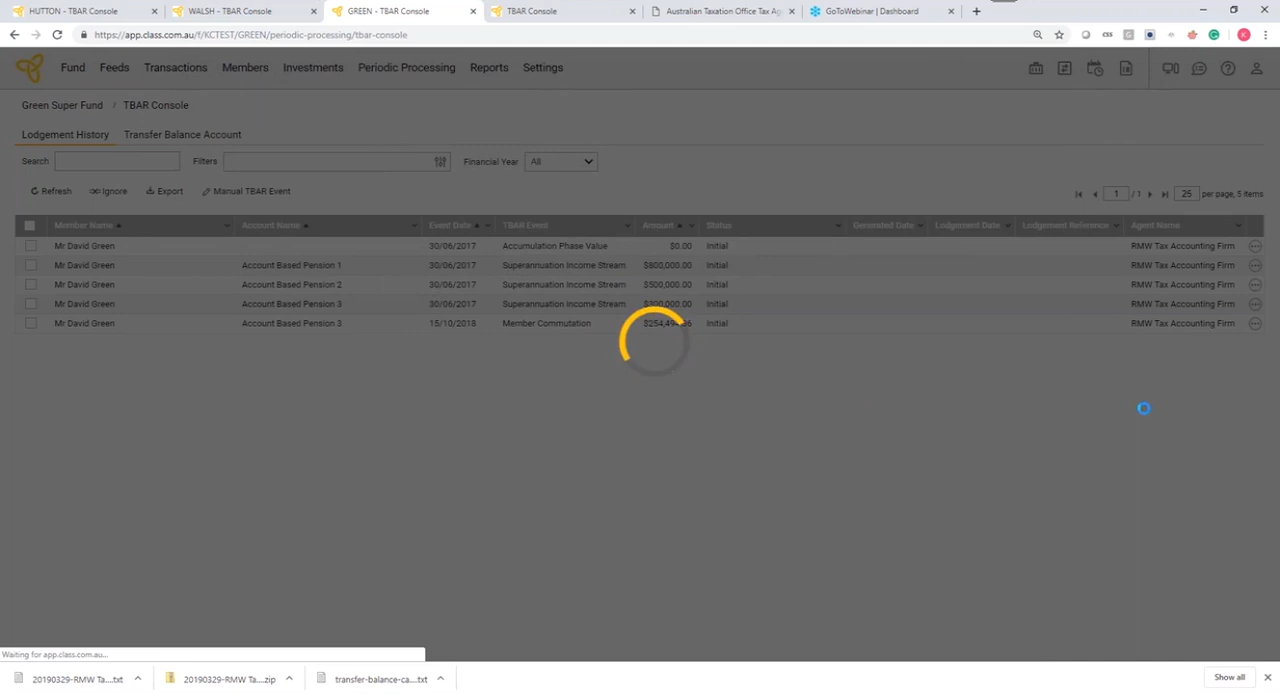 HUTTON - TBAR Console
WALSH - TBAR Console
GREEN - TBAR Console
TBAR Console
Australian Taxation Office Tax Ag
GoToWebinar | Dashboard
https://app.class.com.au/f/KCTEST/GREEN/periodic-processing/tbar-console
css
K
Fund Feeds Transactions Members Investments Periodic Processing Reports Settings
Green Super Fund / TBAR Console
Lodgement History Transfer Balance Account
Search Filters Financial Year All
Refresh Ignore Export Manual TBAR Event 1 / 1 25 per page, 5 items
Member Name Account Name Event Date TBAR Event Amount Status Generated Date Lodgement Date Lodgement Reference Agent Name
Mr David Green 30/06/2017 Accumulation Phase Value $0.00 Initial RMW Tax Accounting Firm
Mr David Green Account Based Pension 1 30/06/2017 Superannuation Income Stream $800,000.00 Initial RMW Tax Accounting Firm
Mr David Green Account Based Pension 2 30/06/2017 Superannuation Income Stream $500,000.00 Initial RMW Tax Accounting Firm
Mr David Green Account Based Pension 3 30/06/2017 Superannuation Income Stream Initial RMW Tax Accounting Firm
Mr David Green Account Based Pension 3 15/10/2018 Member Commutation Initial RMW Tax Accounting Firm
Waiting for app.class.com.au...
20190329-RMW Ta....txt 20190329-RMW Ta....zip transfer-balance-ca....txt Show all